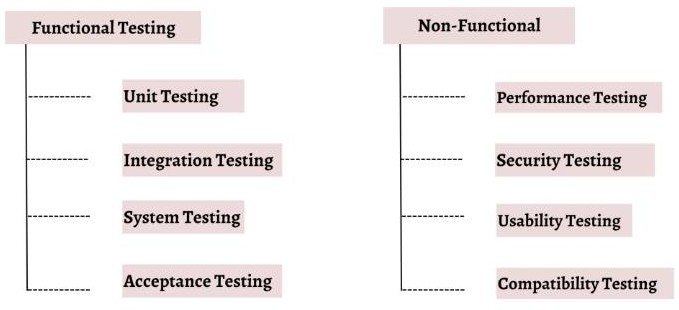 Functional Testing
Unit Testing
Integration Testing
System Testing
Acceptance Testing
Non-Functional
Performance Testing
Security Testing
Usability Testing
Compatibility Testing